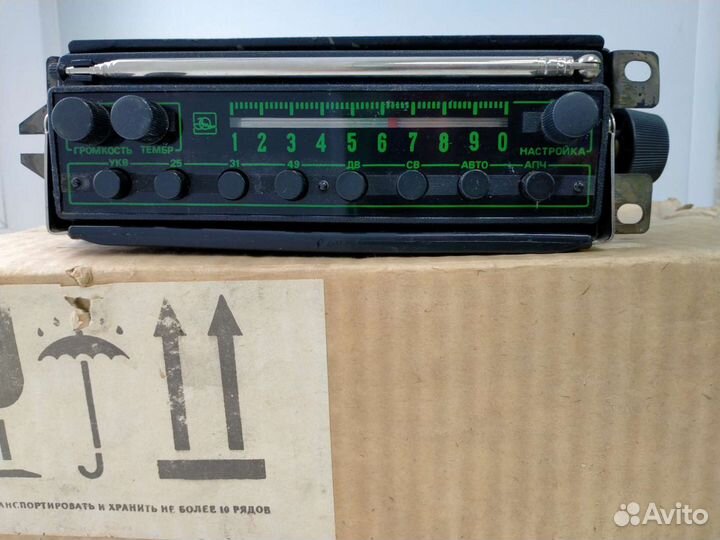 1 2 3 4 5 6 7 8 9 0
ГРОМКОСТЬ ТЕМБР НАСТРОЙКА
УКВ 25 31 49 ДВ СВ АВТО АПЧ
ТРАНСПОРТИРОВАТЬ И ХРАНИТЬ НЕ БОЛЕЕ 10 РЯДОВ
Avito